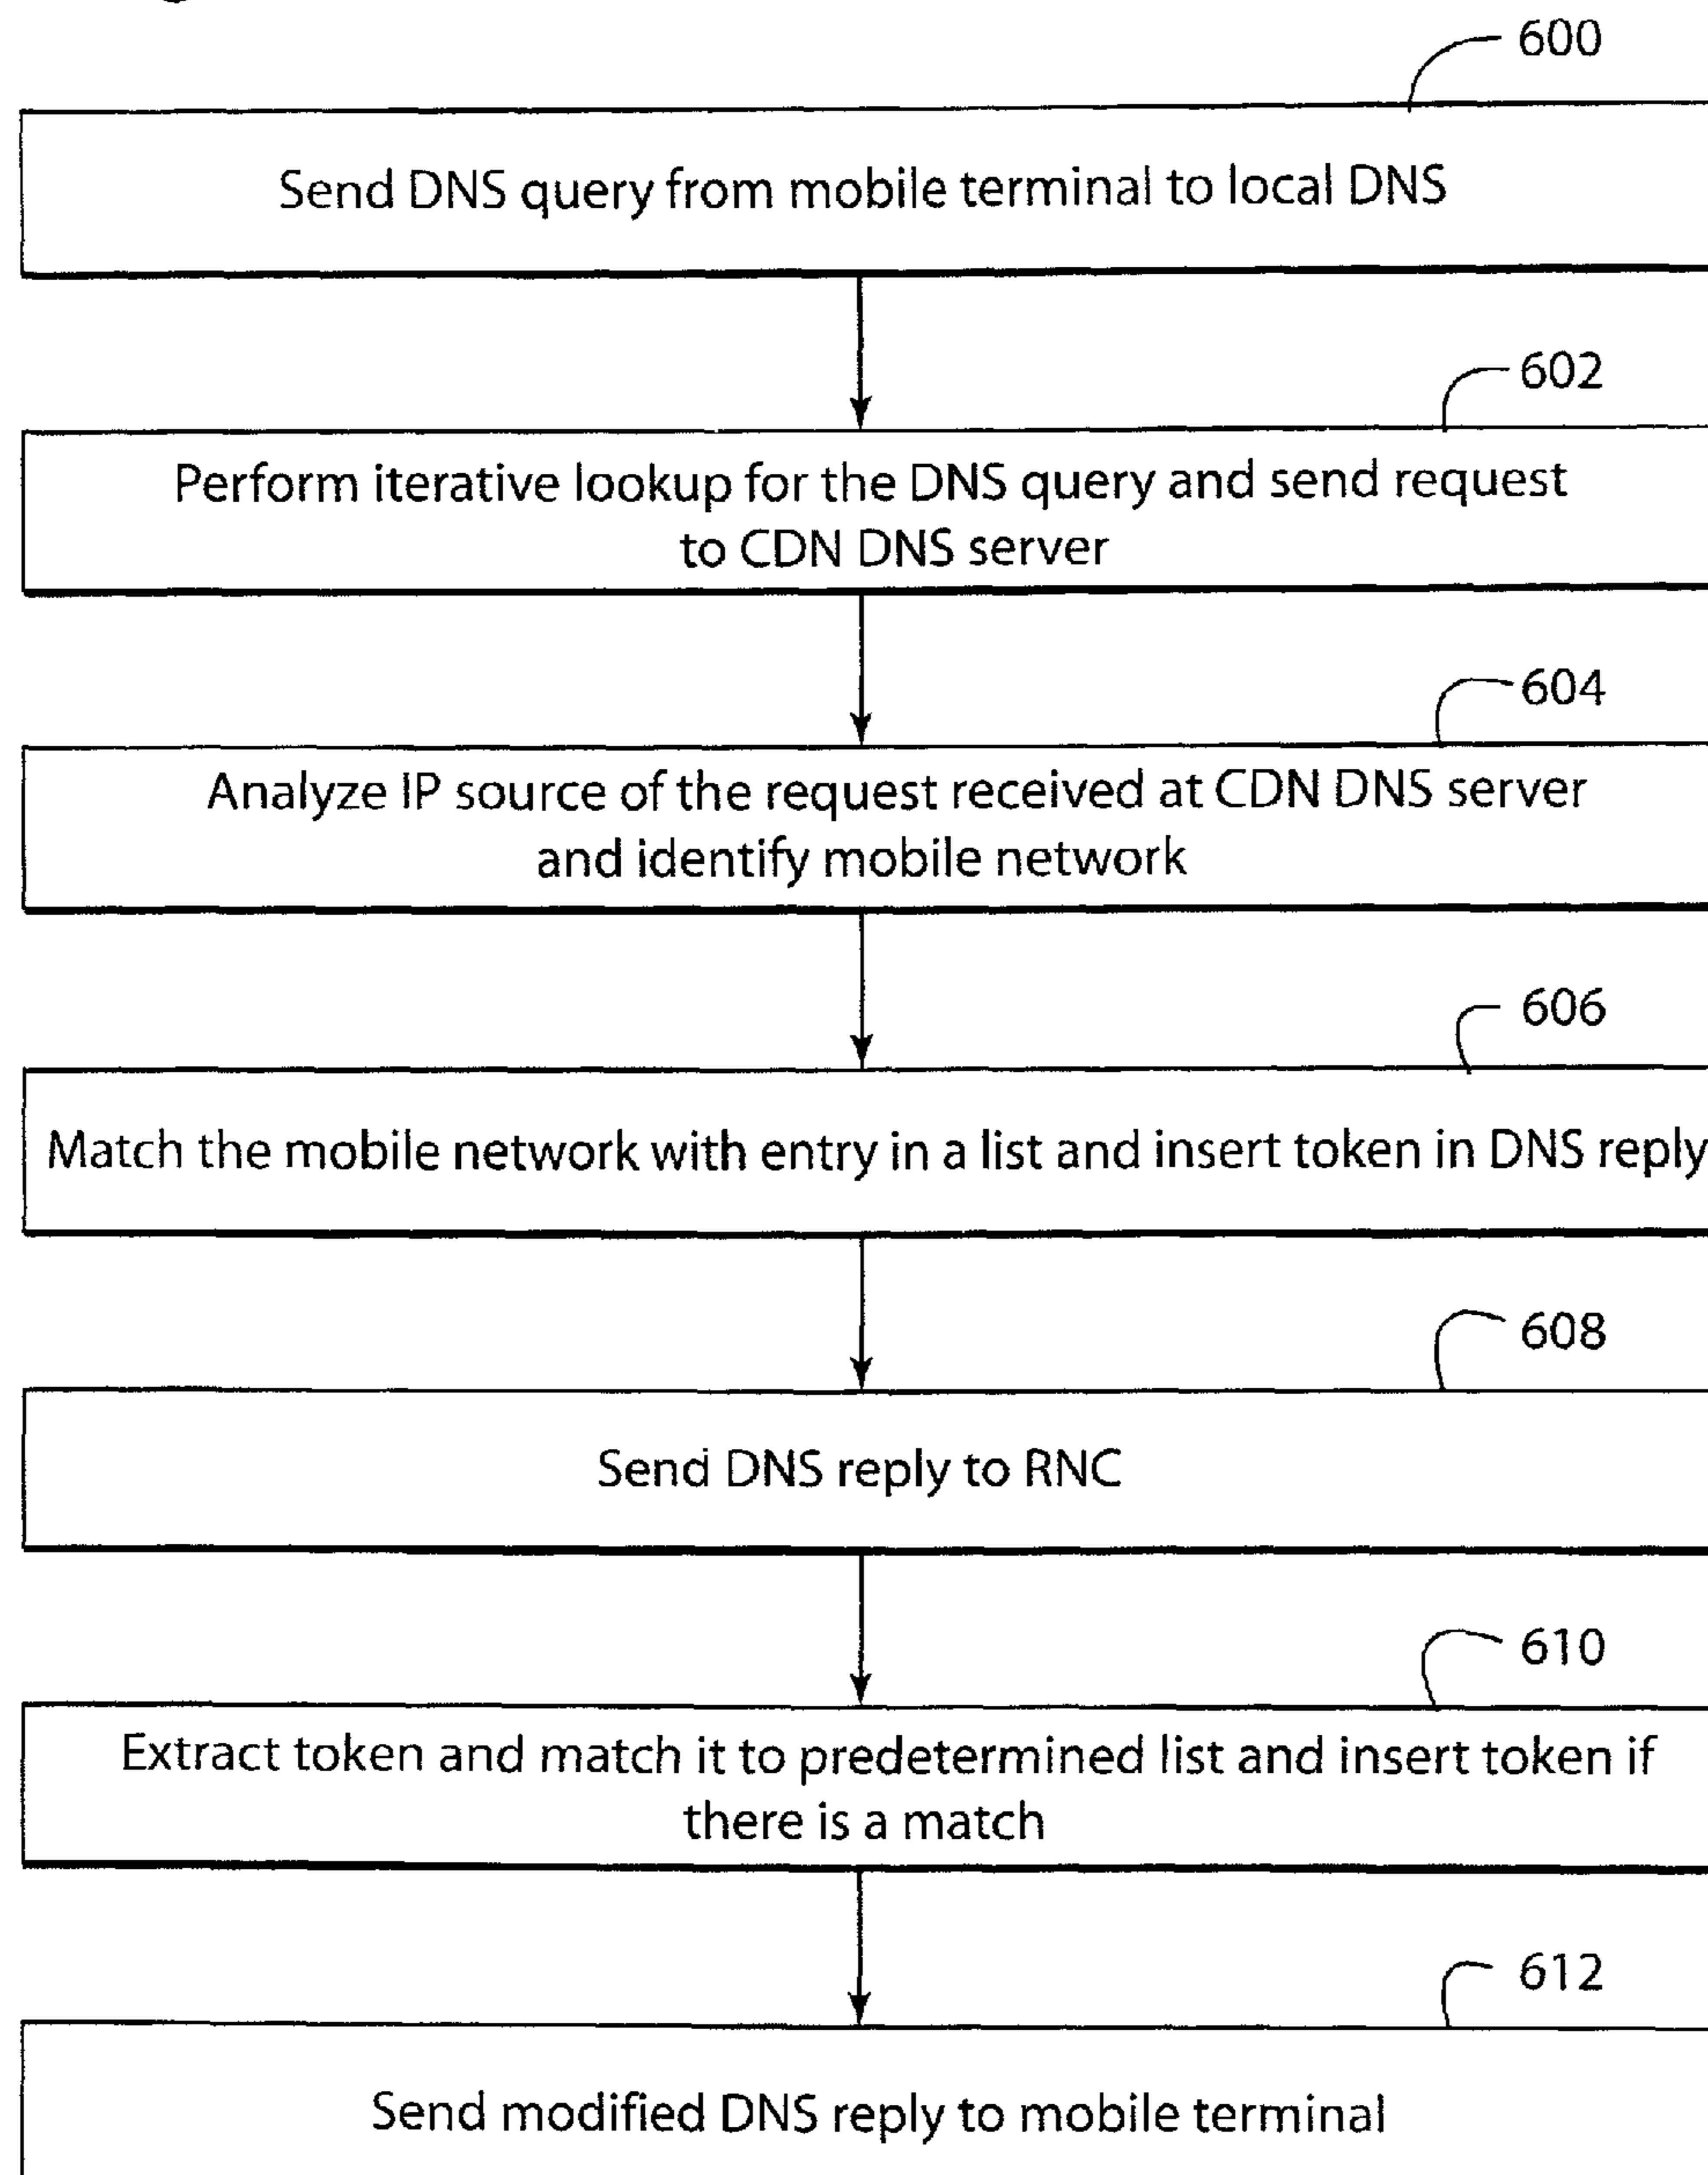 600
Send DNS query from mobile terminal to local DNS
602
Perform iterative lookup for the DNS query and send request
to CDN DNS server
604
Analyze IP source of the request received at CDN DNS server
and identify mobile network
606
Match the mobile network with entry in a list and insert token in DNS reply
608
Send DNS reply to RNC
610
Extract token and match it to predetermined list and insert token if
there is a match
612
Send modified DNS reply to mobile terminal